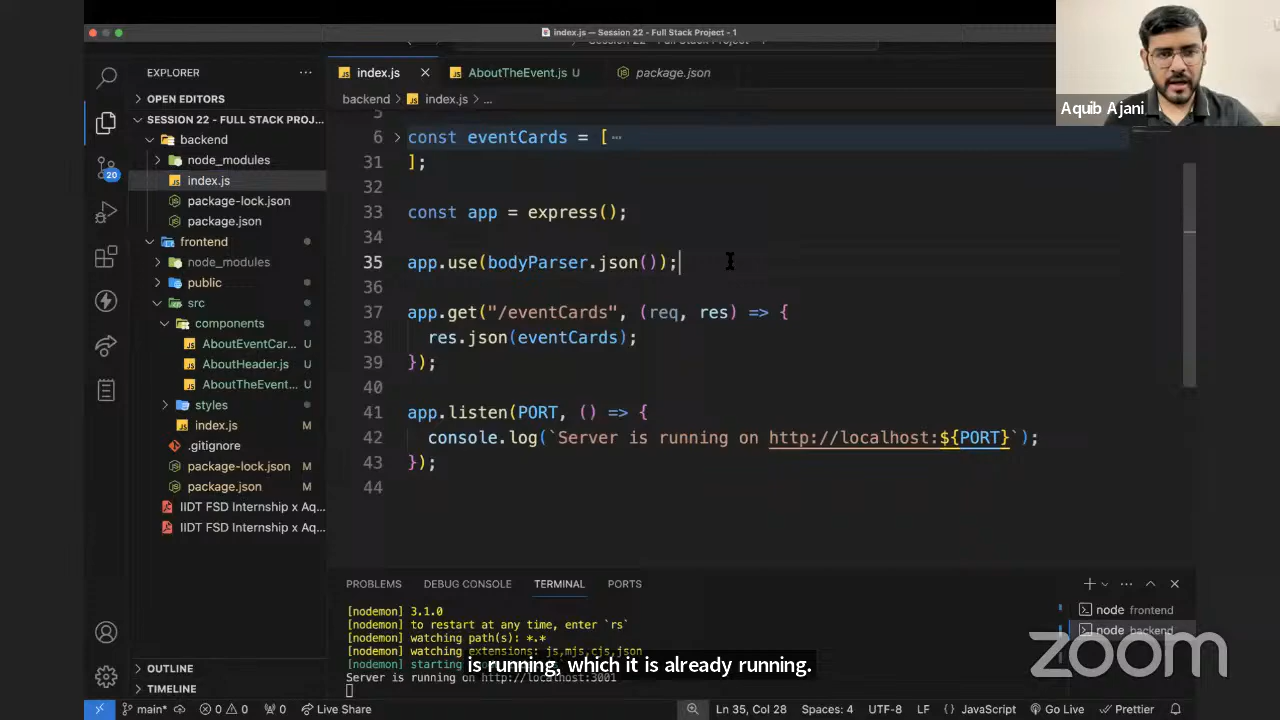 index.js — Session 22 - Full Stack Project - 1
Aquib Ajani
EXPLORER
index.js
AboutTheEvent.js U
package.json
OPEN EDITORS
backend > index.js > ...
SESSION 22 - FULL STACK PROJ...
backend
node_modules
index.js
package-lock.json
package.json
frontend
node_modules
public
src
components
AboutEventCar... U
AboutHeader.js U
AboutTheEvent... U
styles
index.js M
.gitignore
package-lock.json M
package.json M
IIDT FSD Internship x Aq...
IIDT FSD Internship x Aq...
OUTLINE
TIMELINE
20
5
6 const eventCards = [ ⋯
31 ];
32
33 const app = express();
34
35 app.use(bodyParser.json());
36
37 app.get("/eventCards", (req, res) => {
38 res.json(eventCards);
39 });
40
41 app.listen(PORT, () => {
42 console.log(`Server is running on http://localhost:${PORT}`);
43 });
44
PROBLEMS DEBUG CONSOLE TERMINAL PORTS
[nodemon] 3.1.0
[nodemon] to restart at any time, enter `rs`
[nodemon] watching path(s): *.*
[nodemon] watching extensions: js,mjs,cjs,json
[nodemon] starting
Server is running on http://localhost:3001
node frontend
node backend
is running, which it is already running.
zoom
main* 0 0 0 Live Share
Ln 35, Col 28 Spaces: 4 UTF-8 LF {} JavaScript Go Live Prettier